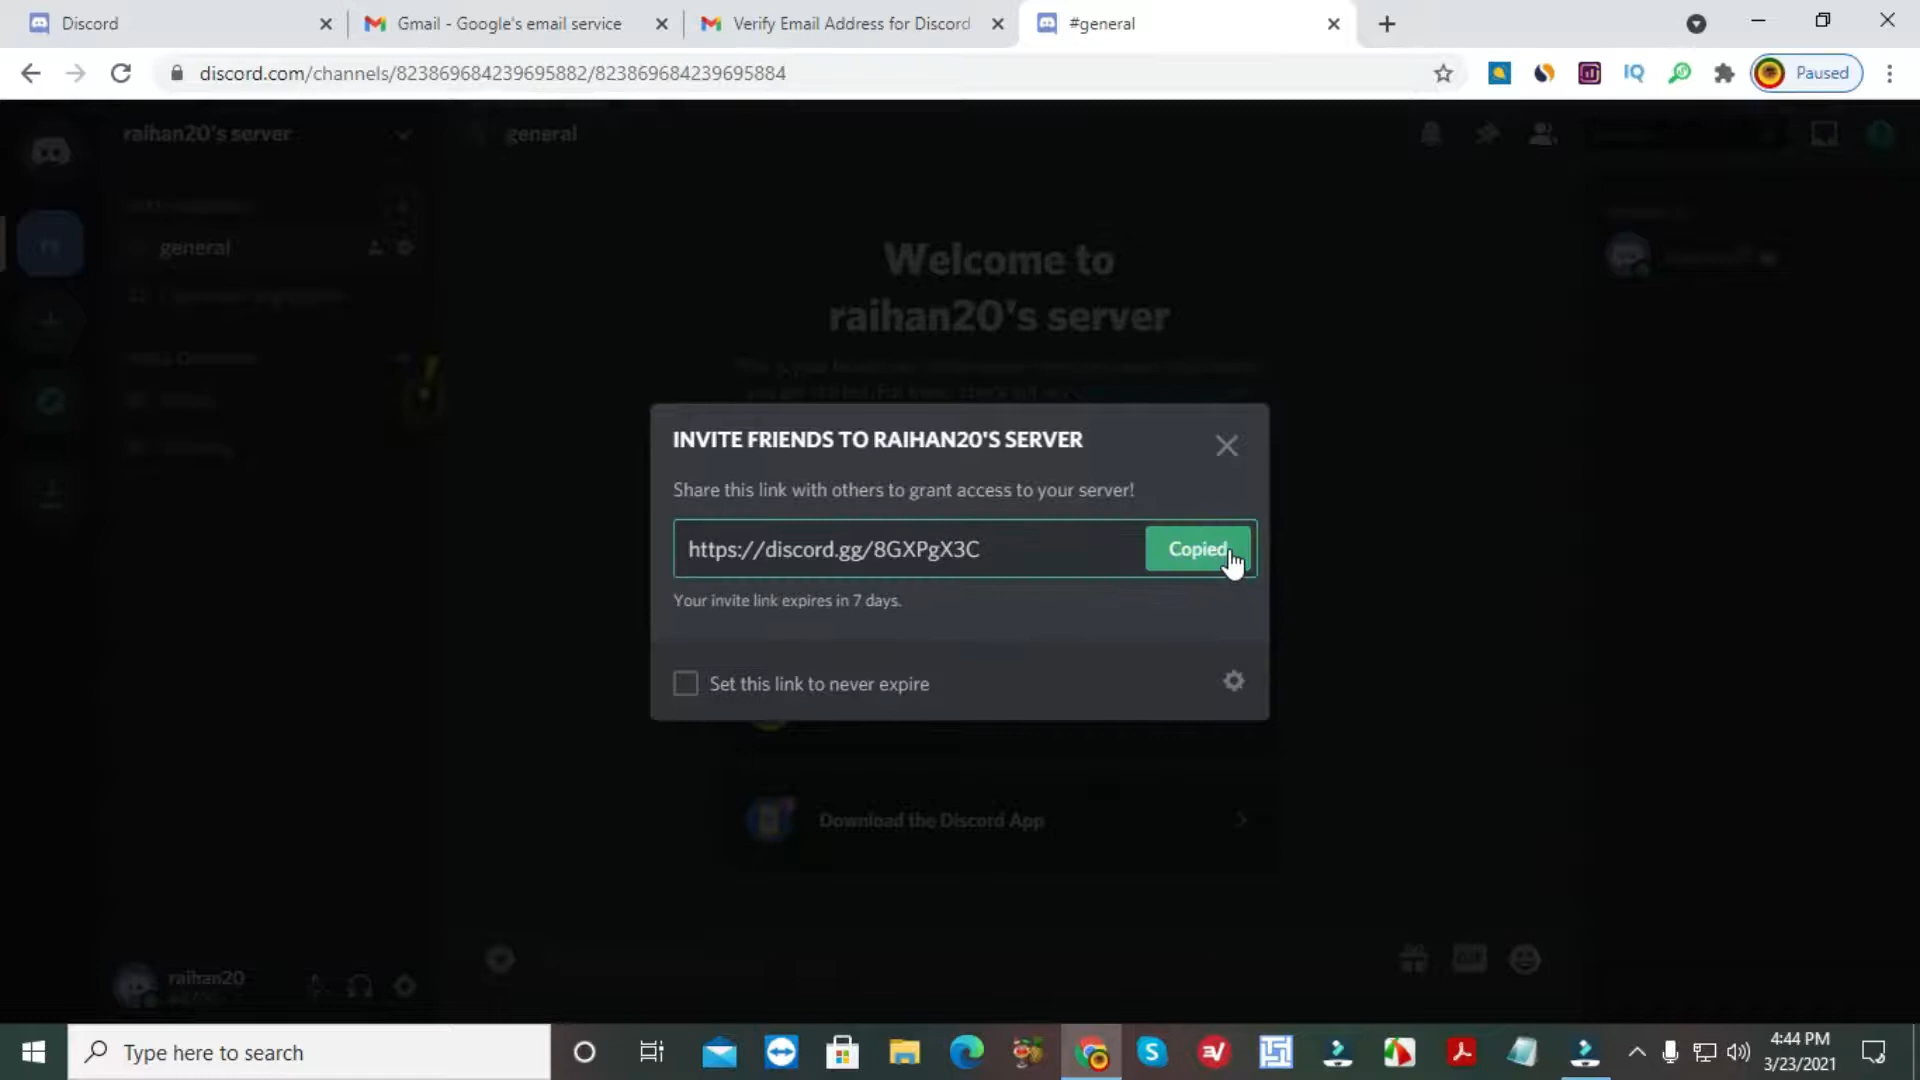 Discord
Gmail - Google's email service
Verify Email Address for Discord
#general
discord.com/channels/823869684239695882/823869684239695884
IQ
Paused
raihan20's server
general
general
Welcome to
raihan20's server
INVITE FRIENDS TO RAIHAN20'S SERVER
Share this link with others to grant access to your server!
https://discord.gg/8GXPgX3C
Copied
Your invite link expires in 7 days.
Set this link to never expire
Download the Discord App
raihan20
GIF
Type here to search
4:44 PM
3/23/2021